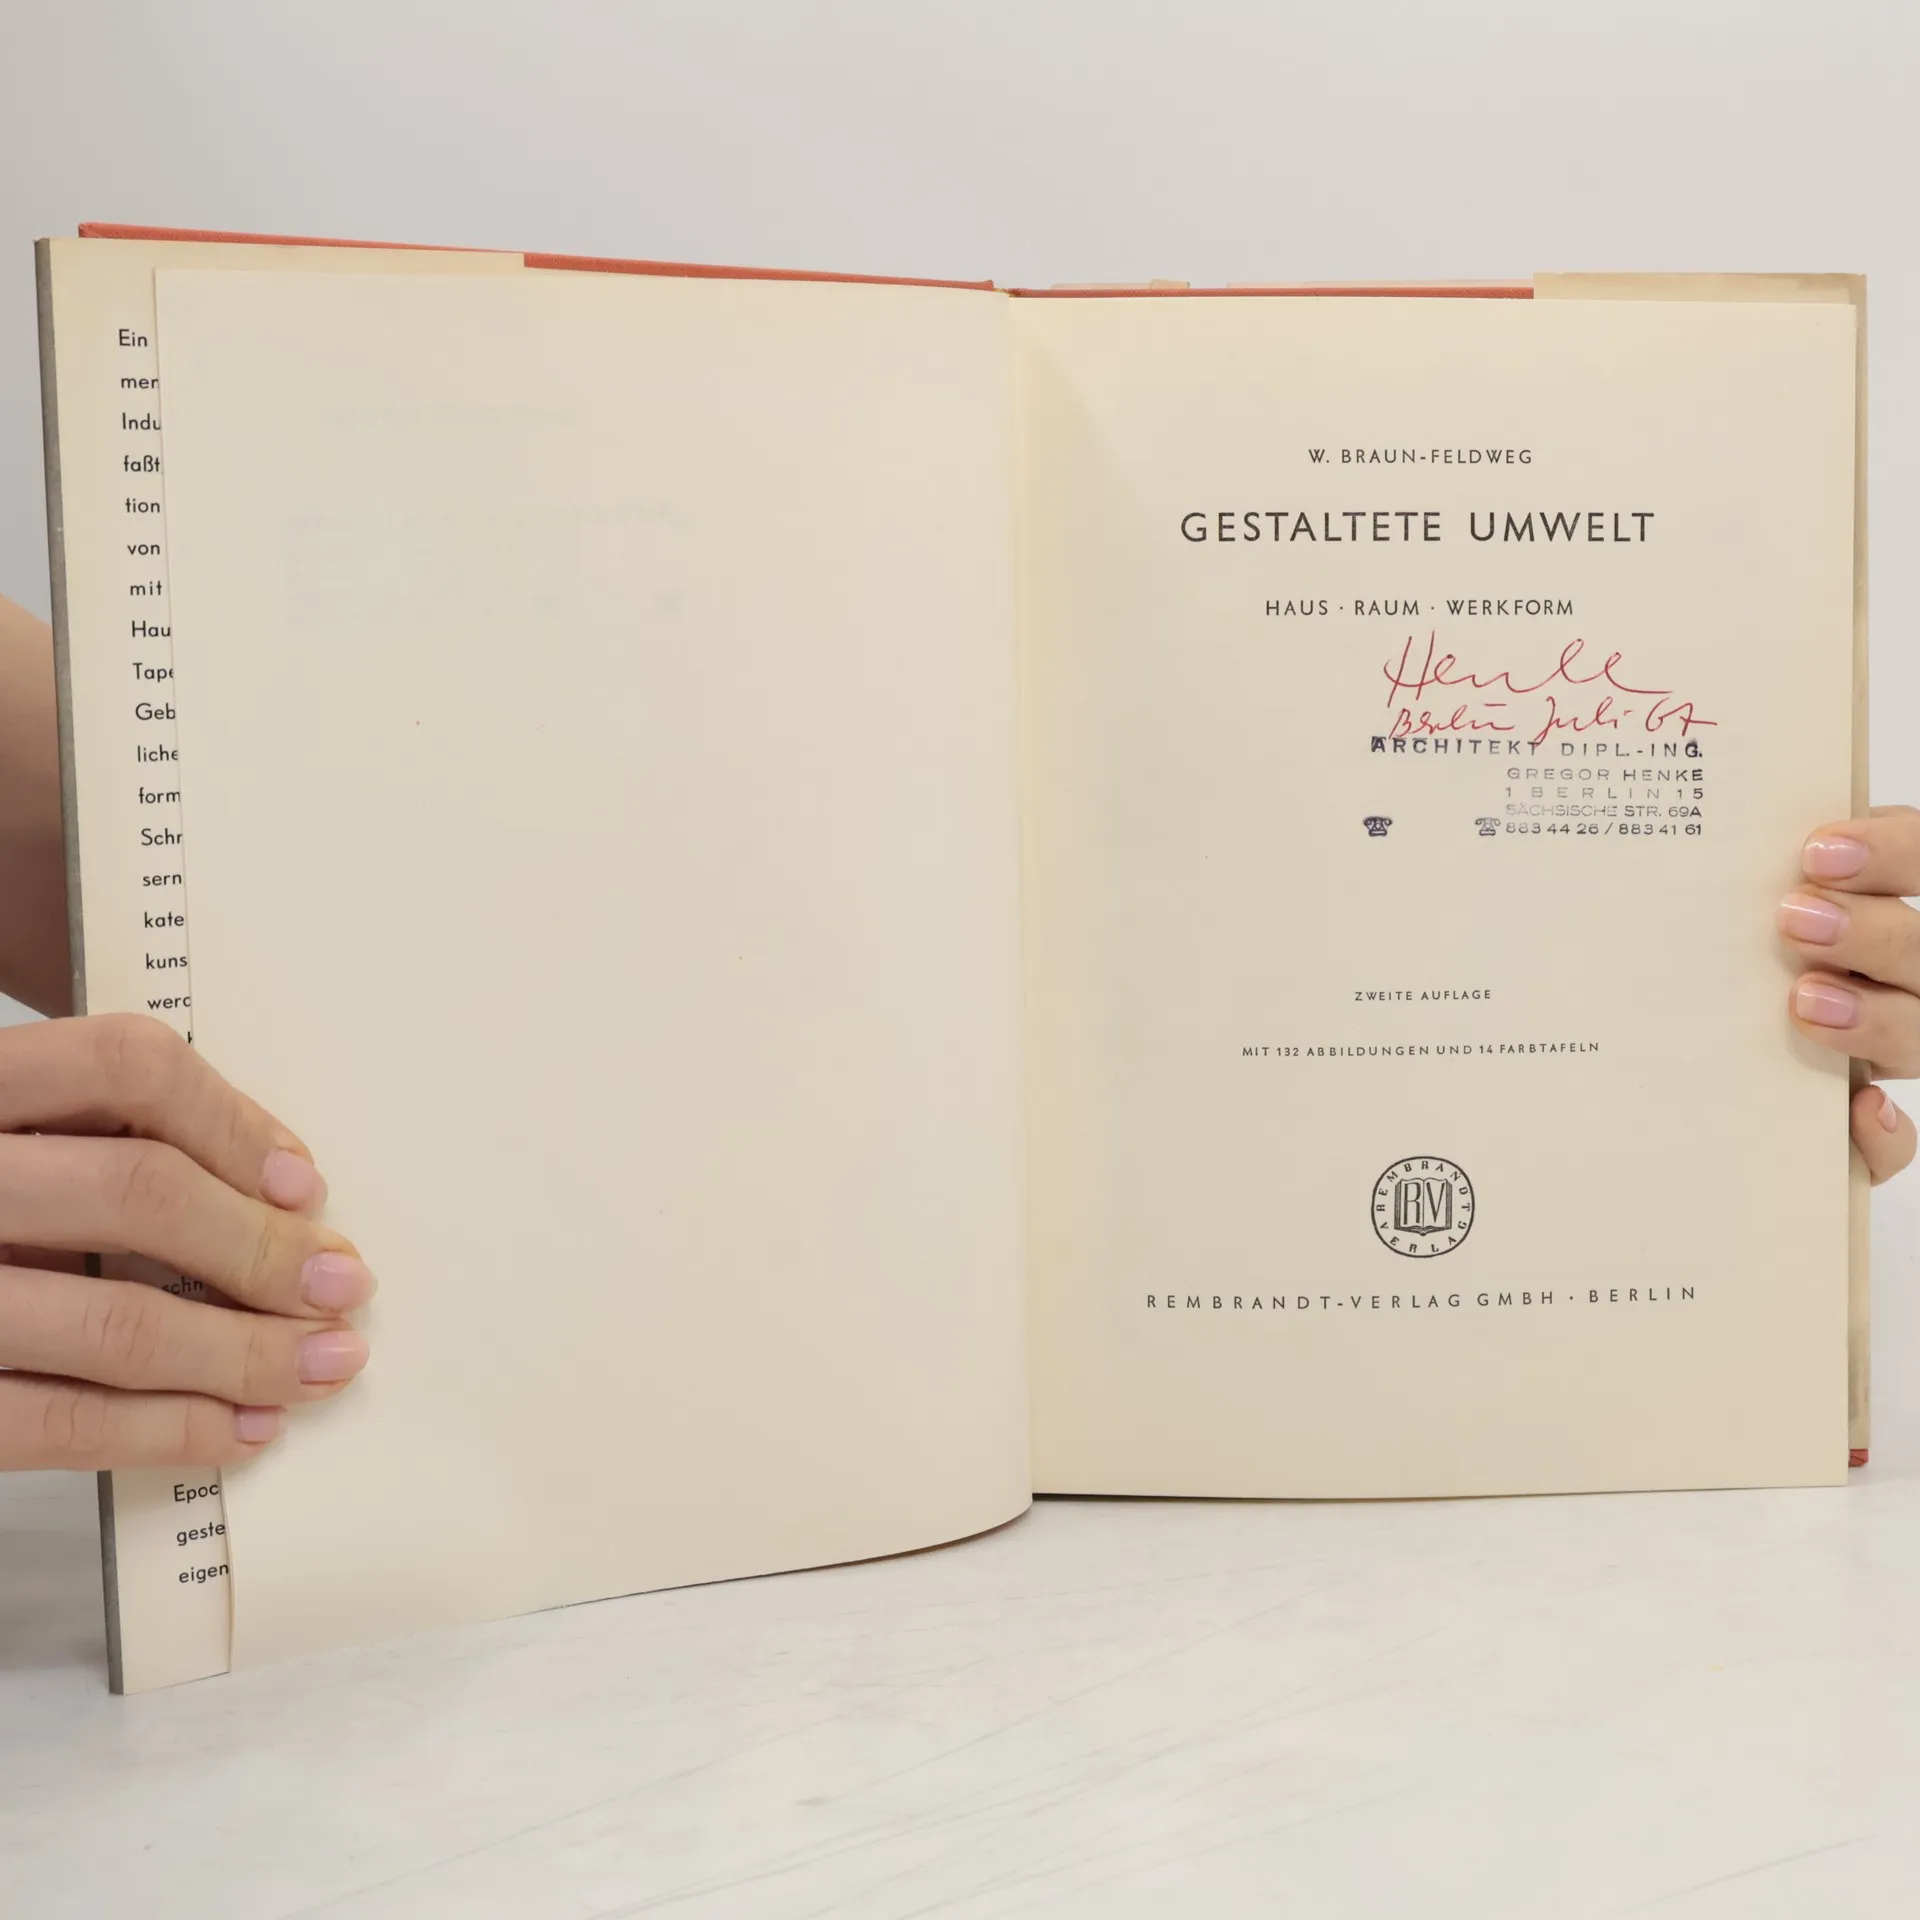 Ein
men
Indu
faßt
tion
von
mit
Hau
Tape
Geb
liche
form
Schr
sern
kate
kuns
werd
schn
Epoc
geste
eigen
W. BRAUN-FELDWEG
GESTALTETE UMWELT
HAUS · RAUM · WERKFORM
Henke
Berlin Juli 67
ARCHITEKT DIPL.-ING.
GREGOR HENKE
1 BERLIN 15
SÄCHSISCHE STR. 69A
☎ ☎ 883 44 26 / 883 41 61
ZWEITE AUFLAGE
MIT 132 ABBILDUNGEN UND 14 FARBTAFELN
REMBRANDT VERLAG
RV
REMBRANDT-VERLAG GMBH · BERLIN